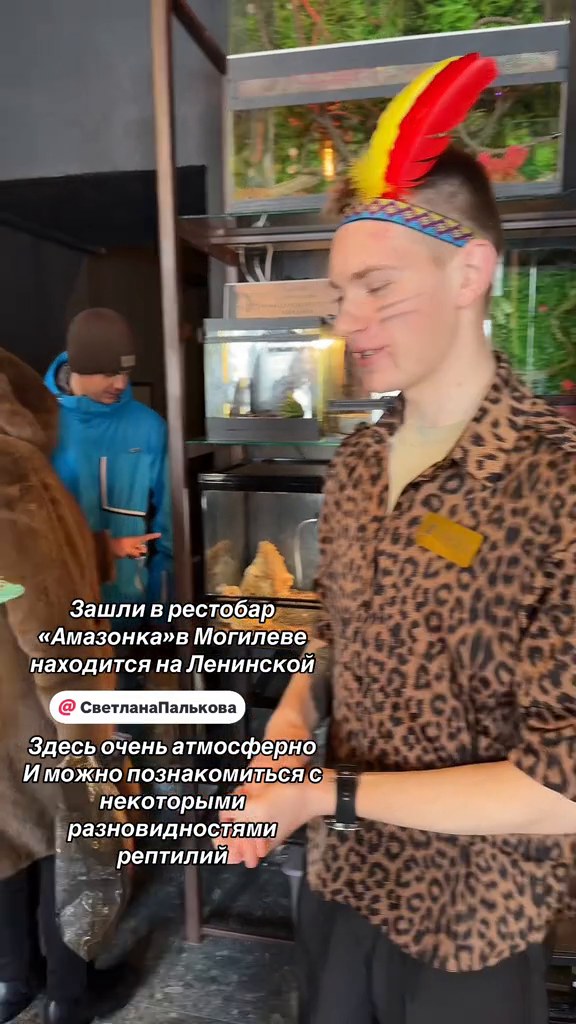 Зашли в рестобар
«Амазонка»в Могилеве
находится на Ленинской
@ СветланаПалькова
Здесь очень атмосферно
И можно познакомиться с
некоторыми
разновидностями
рептилий